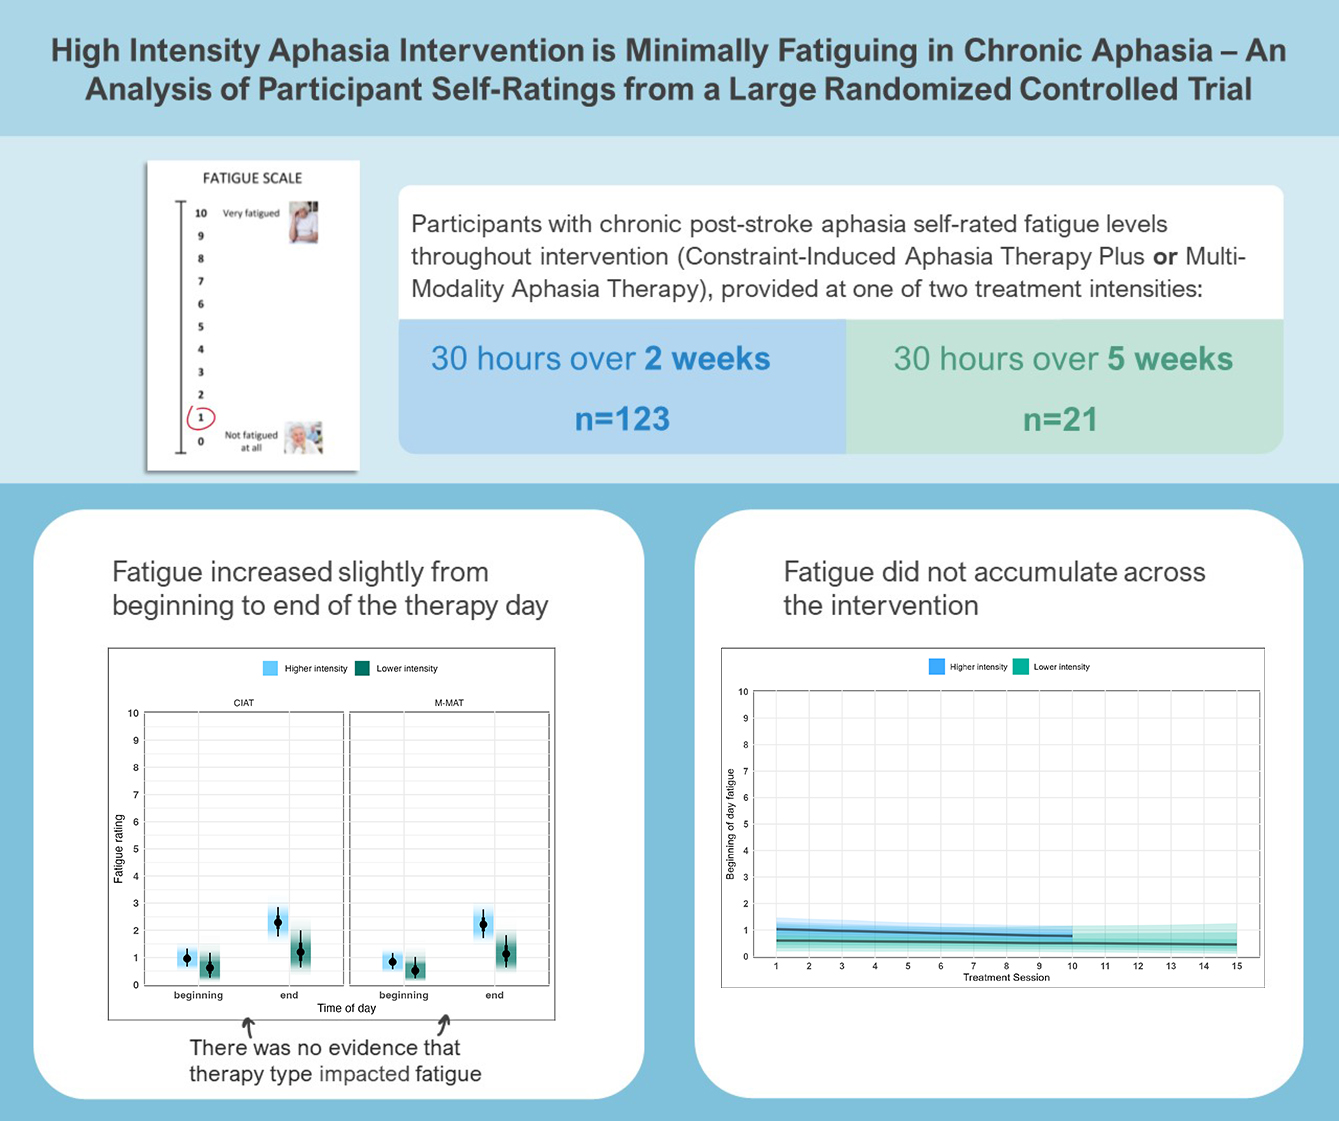 High Intensity Aphasia Intervention is Minimally Fatiguing in Chronic Aphasia – An
Analysis of Participant Self-Ratings from a Large Randomized Controlled Trial
FATIGUE SCALE
10 Very fatigued
9
8
7
6
5
4
3
2
1
0 Not fatigued
at all
Participants with chronic post-stroke aphasia self-rated fatigue levels
throughout intervention (Constraint-Induced Aphasia Therapy Plus or Multi-
Modality Aphasia Therapy), provided at one of two treatment intensities:
30 hours over 2 weeks
n=123
30 hours over 5 weeks
n=21
Fatigue increased slightly from
beginning to end of the therapy day
Higher intensity Lower intensity
CIAT M-MAT
10
9
8
7
6
5
4
3
2
1
0
Fatigue rating
beginning end beginning end
Time of day
There was no evidence that
therapy type impacted fatigue
Fatigue did not accumulate across
the intervention
Higher intensity Lower intensity
10
9
8
7
6
5
4
3
2
1
0
Beginning of day fatigue
1 2 3 4 5 6 7 8 9 10 11 12 13 14 15
Treatment Session